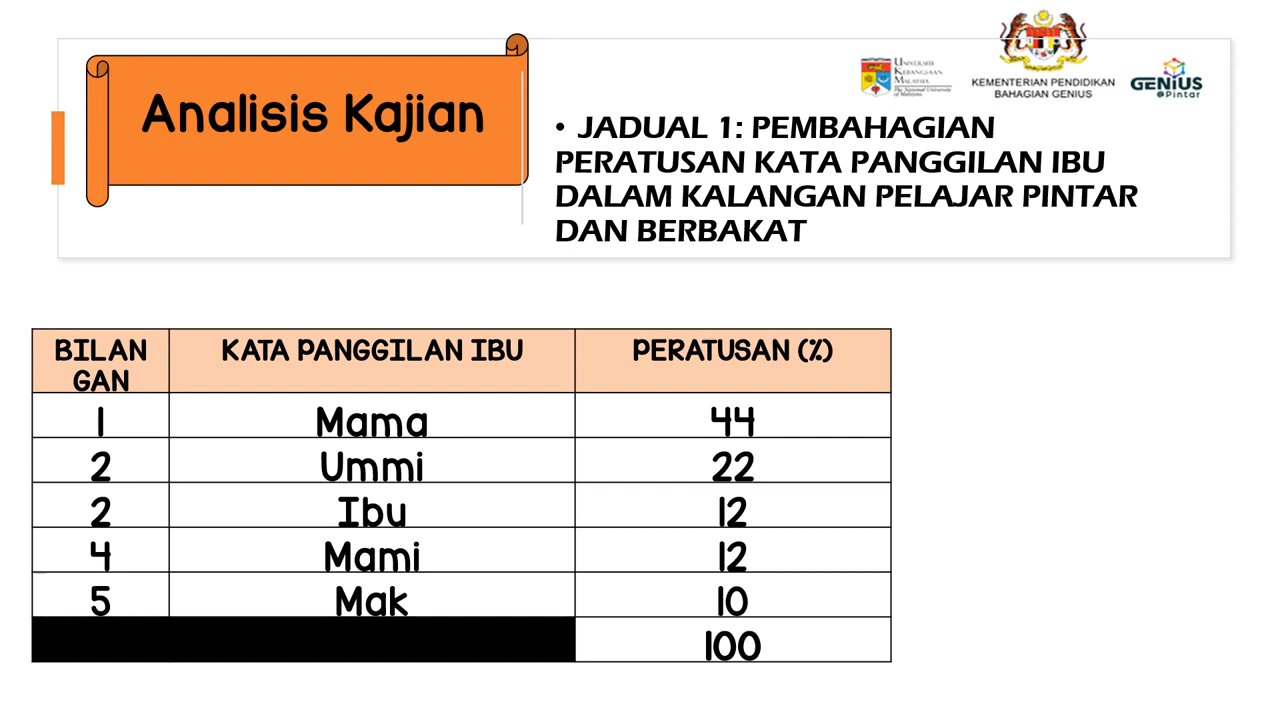 Analisis Kajian
UNIVERSITI
KEBANGSAAN
MALAYSIA
The National University
of Malaysia
KEMENTERIAN PENDIDIKAN
BAHAGIAN GENIUS
GENIUS
@Pintar
• JADUAL 1: PEMBAHAGIAN
PERATUSAN KATA PANGGILAN IBU
DALAM KALANGAN PELAJAR PINTAR
DAN BERBAKAT
BILAN
GAN
KATA PANGGILAN IBU
PERATUSAN (%)
1 Mama 44
2 Ummi 22
2 Ibu 12
4 Mami 12
5 Mak 10
100